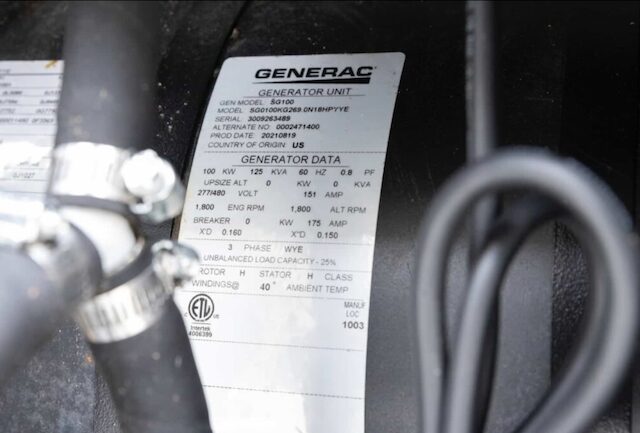 GENERAC
GENERATOR UNIT
GEN MODEL: SG100
MODEL: SG0100KG269.0N18HPYYE
SERIAL: 3009263489
ALTERNATE NO: 0002471400
PROD DATE: 20210819
COUNTRY OF ORIGIN: US
GENERATOR DATA
100 KW 125 KVA 60 HZ 0.8 PF
UPSIZE ALT 0 KW 0 KVA
277/480 VOLT 151 AMP
1,800 ENG RPM 1,800 ALT RPM
BREAKER 0 KW 175 AMP
X'D 0.160 X"D 0.150
3 PHASE WYE
UNBALANCED LOAD CAPACITY - 25%
ROTOR H STATOR H CLASS
WINDINGS@ 40° AMBIENT TEMP
ETL
C US
Intertek
4006399
MANUF
LOC
1003